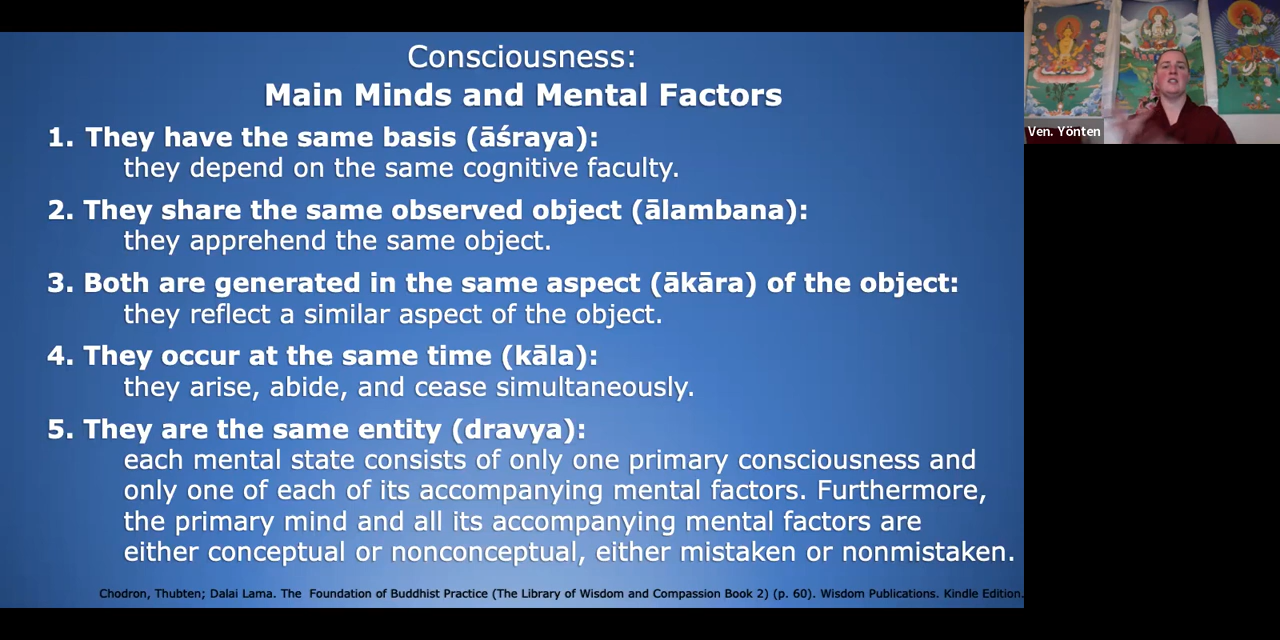 Consciousness:
Main Minds and Mental Factors
1. They have the same basis (āśraya):
they depend on the same cognitive faculty.
2. They share the same observed object (ālambana):
they apprehend the same object.
3. Both are generated in the same aspect (ākāra) of the object:
they reflect a similar aspect of the object.
4. They occur at the same time (kāla):
they arise, abide, and cease simultaneously.
5. They are the same entity (dravya):
each mental state consists of only one primary consciousness and
only one of each of its accompanying mental factors. Furthermore,
the primary mind and all its accompanying mental factors are
either conceptual or nonconceptual, either mistaken or nonmistaken.
Chodron, Thubten; Dalai Lama. The Foundation of Buddhist Practice (The Library of Wisdom and Compassion Book 2) (p. 60). Wisdom Publications. Kindle Edition.
Ven. Yönten